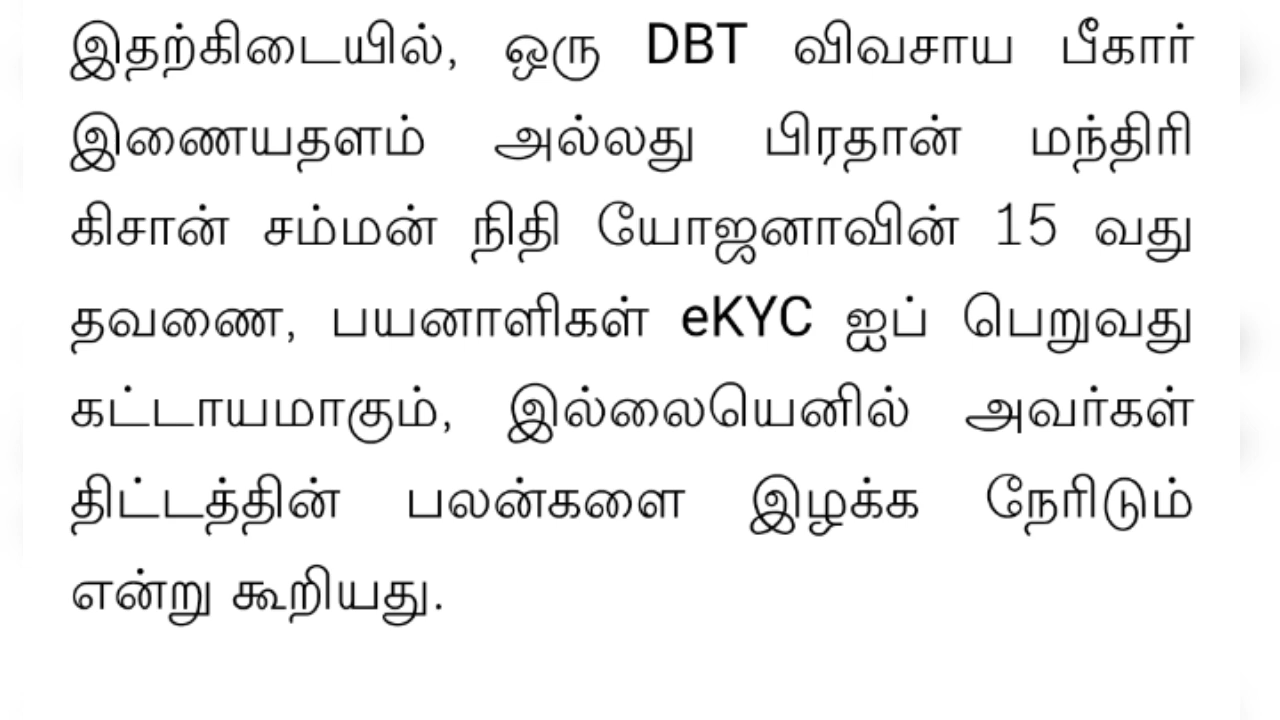 இதற்கிடையில், ஒரு DBT விவசாய பீகார்
இணையதளம் அல்லது பிரதான் மந்திரி
கிசான் சம்மன் நிதி யோஜனாவின் 15 வது
தவணை, பயனாளிகள் eKYC ஐப் பெறுவது
கட்டாயமாகும், இல்லையெனில் அவர்கள்
திட்டத்தின் பலன்களை இழக்க நேரிடும்
என்று கூறியது.